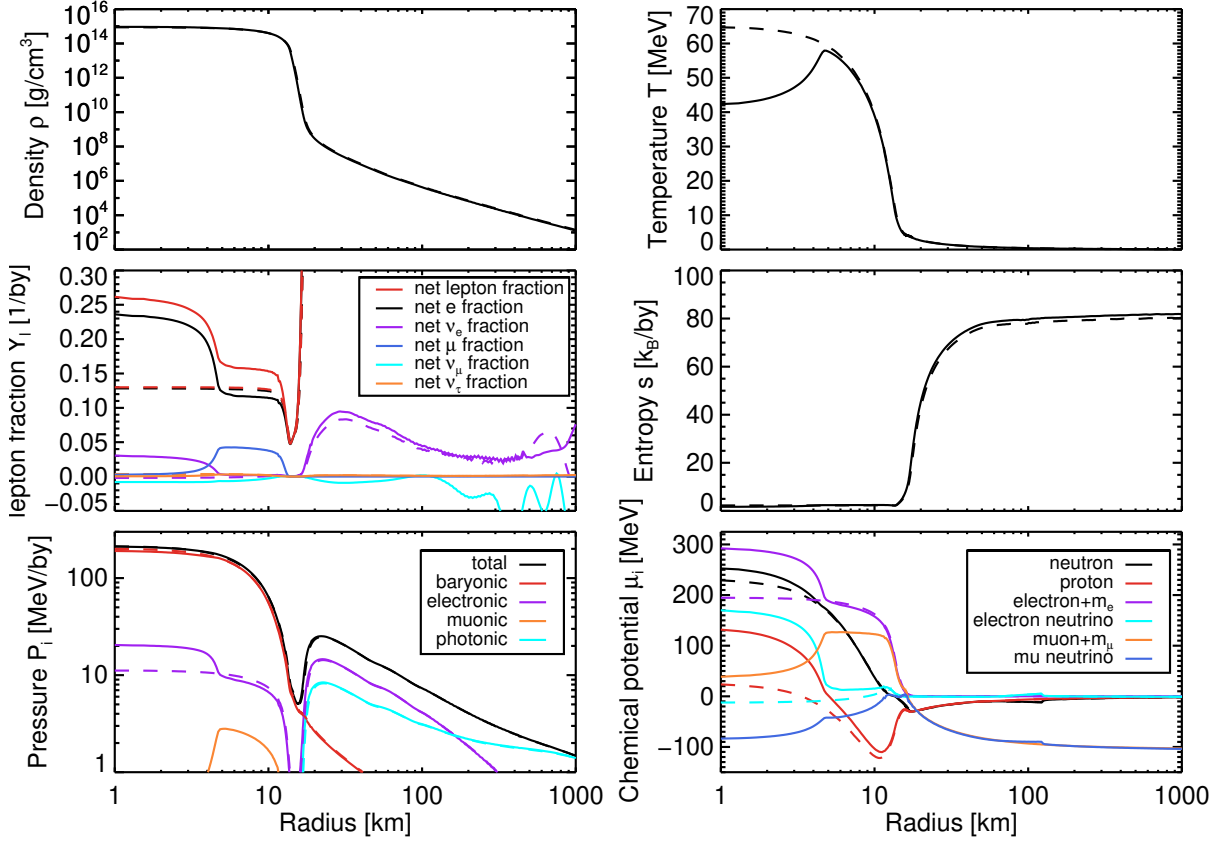 Density ρ [g/cm³]
10¹⁶
10¹⁴
10¹²
10¹⁰
10⁸
10⁶
10⁴
10²
Temperature T [MeV]
70
60
50
40
30
20
10
0
lepton fraction Yₗ [1/by]
0.30
0.25
0.20
0.15
0.10
0.05
0.00
−0.05
net lepton fraction
net e fraction
net νₑ fraction
net μ fraction
net ν_μ fraction
net ν_τ fraction
Entropy s [k_B/by]
100
80
60
40
20
0
Pressure Pᵢ [MeV/by]
100
10
1
total
baryonic
electronic
muonic
photonic
1
10
100
1000
Radius [km]
Chemical potential μᵢ [MeV]
300
200
100
0
−100
neutron
proton
electron+mₑ
electron neutrino
muon+m_μ
mu neutrino
1
10
100
1000
Radius [km]